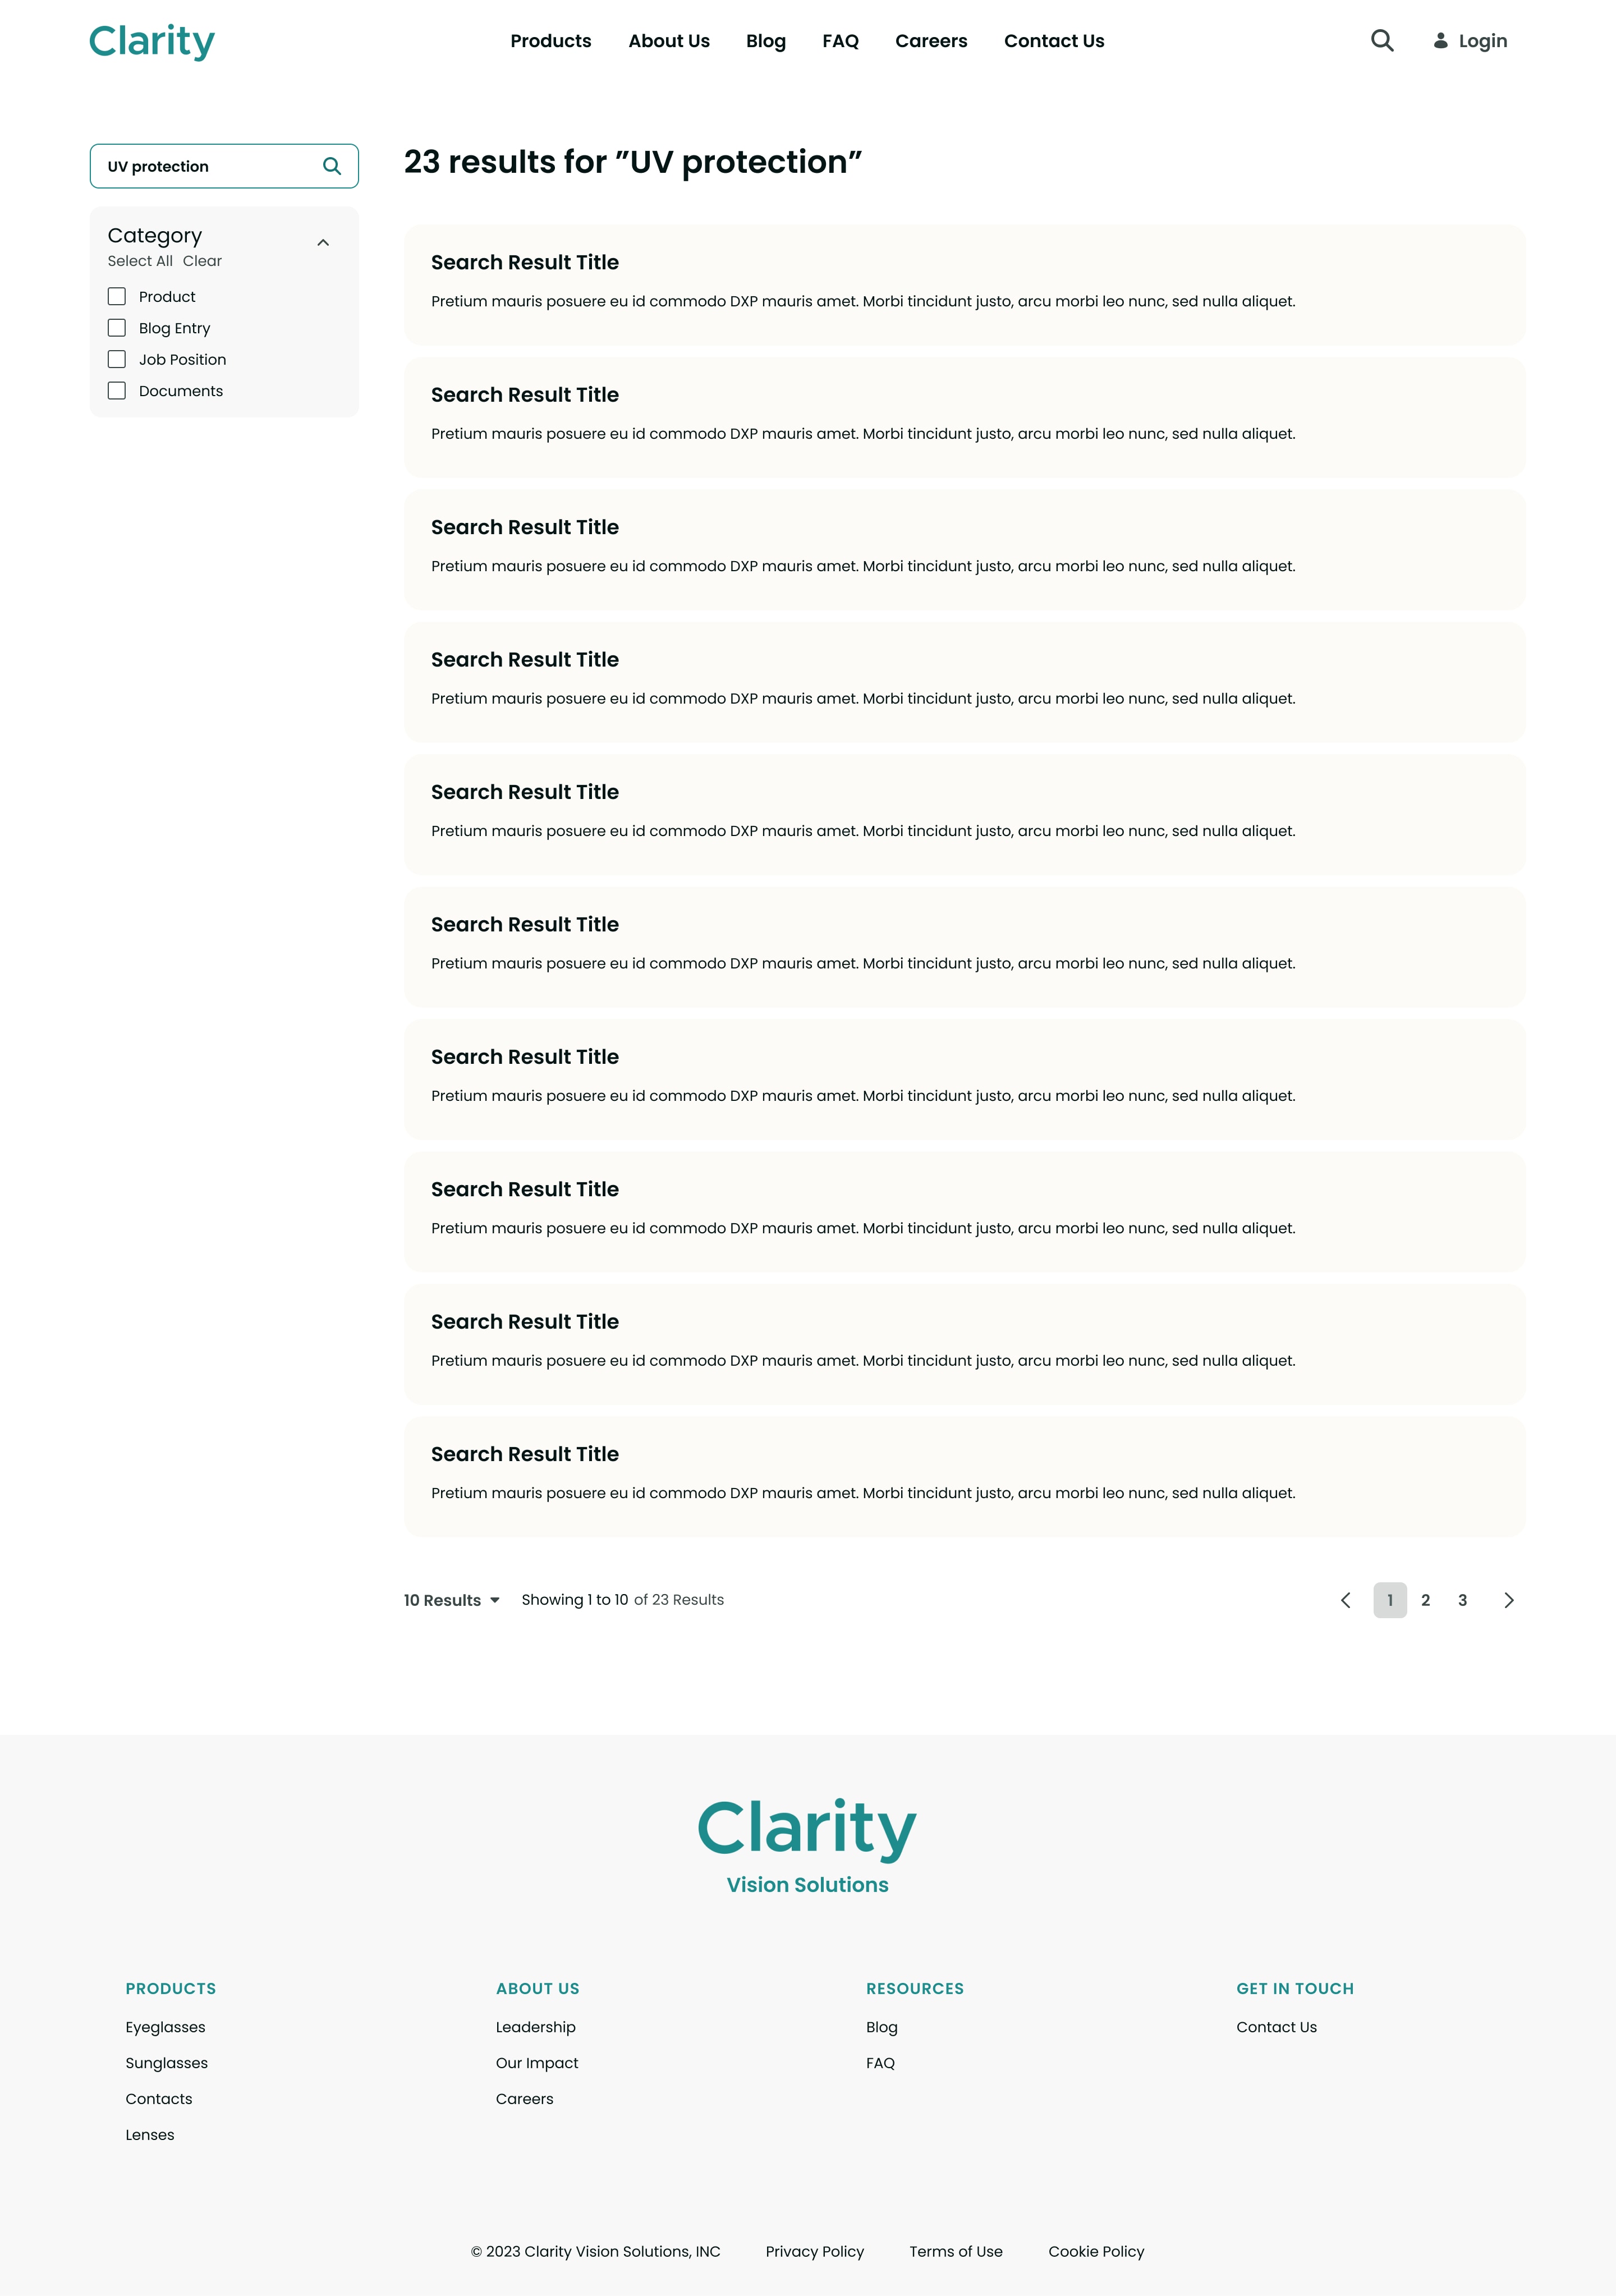 Clarity
Products About Us Blog FAQ Careers Contact Us
Login
UV protection
Category
Select All Clear
Product
Blog Entry
Job Position
Documents
23 results for ”UV protection”
Search Result Title
Pretium mauris posuere eu id commodo DXP mauris amet. Morbi tincidunt justo, arcu morbi leo nunc, sed nulla aliquet.
Search Result Title
Pretium mauris posuere eu id commodo DXP mauris amet. Morbi tincidunt justo, arcu morbi leo nunc, sed nulla aliquet.
Search Result Title
Pretium mauris posuere eu id commodo DXP mauris amet. Morbi tincidunt justo, arcu morbi leo nunc, sed nulla aliquet.
Search Result Title
Pretium mauris posuere eu id commodo DXP mauris amet. Morbi tincidunt justo, arcu morbi leo nunc, sed nulla aliquet.
Search Result Title
Pretium mauris posuere eu id commodo DXP mauris amet. Morbi tincidunt justo, arcu morbi leo nunc, sed nulla aliquet.
Search Result Title
Pretium mauris posuere eu id commodo DXP mauris amet. Morbi tincidunt justo, arcu morbi leo nunc, sed nulla aliquet.
Search Result Title
Pretium mauris posuere eu id commodo DXP mauris amet. Morbi tincidunt justo, arcu morbi leo nunc, sed nulla aliquet.
Search Result Title
Pretium mauris posuere eu id commodo DXP mauris amet. Morbi tincidunt justo, arcu morbi leo nunc, sed nulla aliquet.
Search Result Title
Pretium mauris posuere eu id commodo DXP mauris amet. Morbi tincidunt justo, arcu morbi leo nunc, sed nulla aliquet.
Search Result Title
Pretium mauris posuere eu id commodo DXP mauris amet. Morbi tincidunt justo, arcu morbi leo nunc, sed nulla aliquet.
10 Results Showing 1 to 10 of 23 Results
1 2 3
Clarity
Vision Solutions
PRODUCTS
Eyeglasses
Sunglasses
Contacts
Lenses
ABOUT US
Leadership
Our Impact
Careers
RESOURCES
Blog
FAQ
GET IN TOUCH
Contact Us
© 2023 Clarity Vision Solutions, INC Privacy Policy Terms of Use Cookie Policy